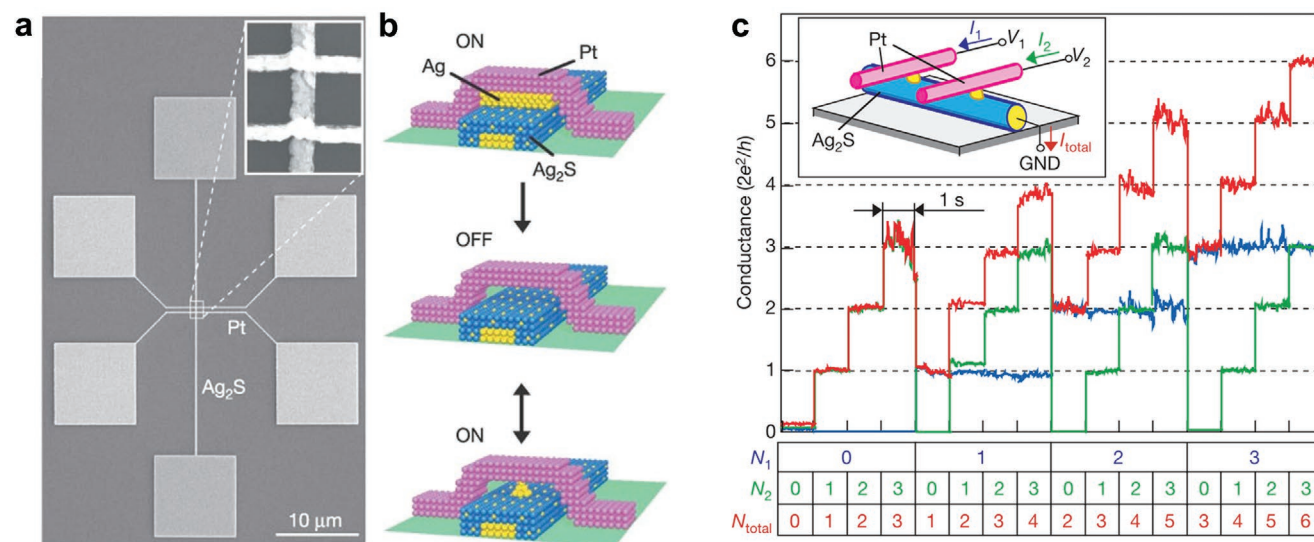 a
Pt
Ag₂S
10 μm
b
ON
Pt
Ag
Ag₂S
OFF
ON
c
Conductance (2e²/h)
6
5
4
3
2
1
0
Pt
I₁
V₁
I₂
V₂
Ag₂S
I_total
GND
1 s
N₁ 0 1 2 3
N₂ 0 1 2 3 0 1 2 3 0 1 2 3 0 1 2 3
N_total 0 1 2 3 1 2 3 4 2 3 4 5 3 4 5 6